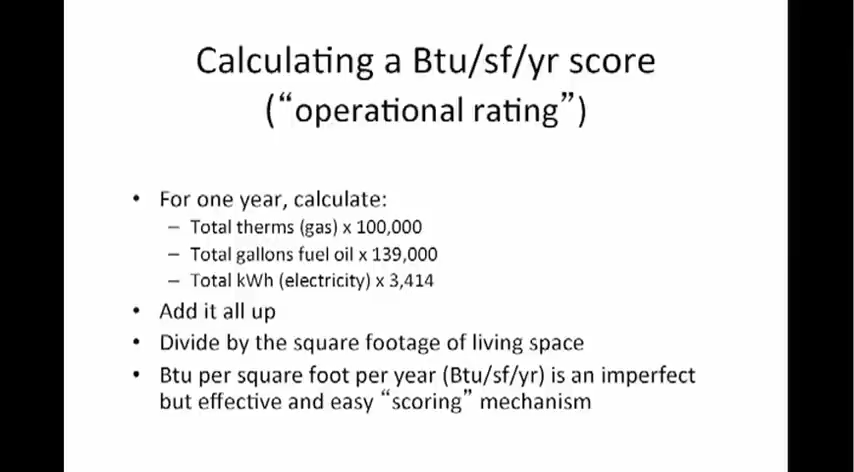 Calculating a Btu/sf/yr score
(“operational rating”)
• For one year, calculate:
– Total therms (gas) x 100,000
– Total gallons fuel oil x 139,000
– Total kWh (electricity) x 3,414
• Add it all up
• Divide by the square footage of living space
• Btu per square foot per year (Btu/sf/yr) is an imperfect
but effective and easy “scoring” mechanism